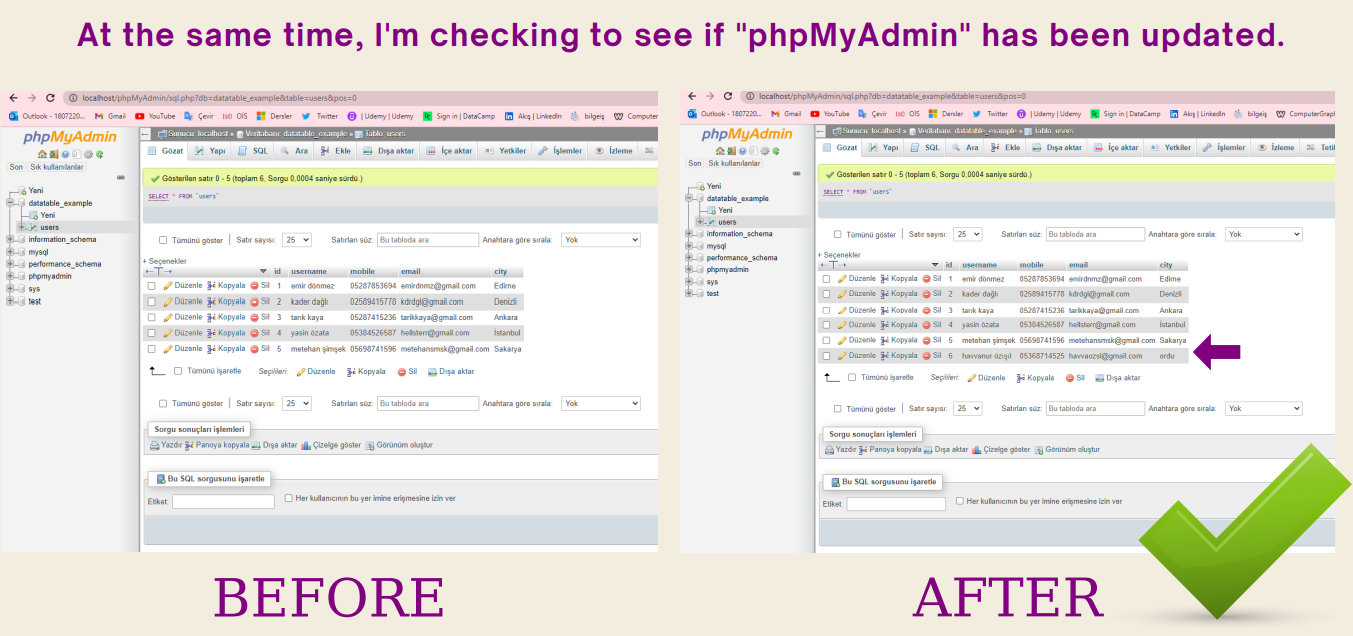 At the same time, I'm checking to see if "phpMyAdmin" has been updated.
localhost/phpMyAdmin/sql.php?db=datatable_example&table=users&pos=0
Outlook - 1807220... Gmail YouTube Çevir OİS Dersler Twitter | Udemy | Udemy Sign in | DataCamp Akış | LinkedIn bilgeiş Computer
phpMyAdmin
Son Sık kullanılanlar
Yeni
datatable_example
Yeni
users
information_schema
mysql
performance_schema
phpmyadmin
sys
test
Sunucu: localhost » Veritabanı: datatable_example » Tablo: users
Gözat Yapı SQL Ara Ekle Dışa aktar İçe aktar Yetkiler İşlemler İzleme
Gösterilen satır 0 - 5 (toplam 6, Sorgu 0,0004 saniye sürdü.)
SELECT * FROM `users`
Tümünü göster | Satır sayısı: 25 Satırları süz: Bu tabloda ara Anahtara göre sırala: Yok
+ Seçenekler
←T→ id username mobile email city
Düzenle Kopyala Sil 1 emir dönmez 05287853694 emirdnmz@gmail.com Edirne
Düzenle Kopyala Sil 2 kader dağlı 02589415778 kdrdgl@gmail.com Denizli
Düzenle Kopyala Sil 3 tarık kaya 05287415236 tarikkaya@gmail.com Ankara
Düzenle Kopyala Sil 4 yasin özata 05384526587 hellsterr@gmail.com İstanbul
Düzenle Kopyala Sil 5 metehan şimşek 05698741596 metehansmsk@gmail.com Sakarya
Tümünü işaretle Seçilileri: Düzenle Kopyala Sil Dışa aktar
Tümünü göster | Satır sayısı: 25 Satırları süz: Bu tabloda ara Anahtara göre sırala: Yok
Sorgu sonuçları işlemleri
Yazdır Panoya kopyala Dışa aktar Çizelge göster Görünüm oluştur
Bu SQL sorgusunu işaretle
Etiket: Her kullanıcının bu yer imine erişmesine izin ver
BEFORE
localhost/phpMyAdmin/sql.php?db=datatable_example&table=users&pos=0
Outlook - 1807220... Gmail YouTube Çevir OİS Dersler Twitter | Udemy | Udemy Sign in | DataCamp Akış | LinkedIn bilgeiş ComputerGrap
phpMyAdmin
Son Sık kullanılanlar
Yeni
datatable_example
Yeni
users
information_schema
mysql
performance_schema
phpmyadmin
sys
test
Sunucu: localhost » Veritabanı: datatable_example » Tablo: users
Gözat Yapı SQL Ara Ekle Dışa aktar İçe aktar Yetkiler İşlemler İzleme Tetil
Gösterilen satır 0 - 5 (toplam 6, Sorgu 0,0004 saniye sürdü.)
SELECT * FROM `users`
Tümünü göster | Satır sayısı: 25 Satırları süz: Bu tabloda ara Anahtara göre sırala: Yok
+ Seçenekler
←T→ id username mobile email city
Düzenle Kopyala Sil 1 emir dönmez 05287853694 emirdnmz@gmail.com Edirne
Düzenle Kopyala Sil 2 kader dağlı 02589415778 kdrdgl@gmail.com Denizli
Düzenle Kopyala Sil 3 tarık kaya 05287415236 tarikkaya@gmail.com Ankara
Düzenle Kopyala Sil 4 yasin özata 05384526587 hellsterr@gmail.com İstanbul
Düzenle Kopyala Sil 5 metehan şimşek 05698741596 metehansmsk@gmail.com Sakarya
Düzenle Kopyala Sil 6 havvanur özışıl 05368714525 havvaozsl@gmail.com ordu
Tümünü işaretle Seçilileri: Düzenle Kopyala Sil Dışa aktar
Tümünü göster | Satır sayısı: 25 Satırları süz: Bu tabloda ara Anahtara göre sırala: Yok
Sorgu sonuçları işlemleri
Yazdır Panoya kopyala Dışa aktar Çizelge göster Görünüm oluştur
Bu SQL sorgusunu işaretle
Etiket: Her kullanıcının bu yer imine erişmesine izin ver
AFTER